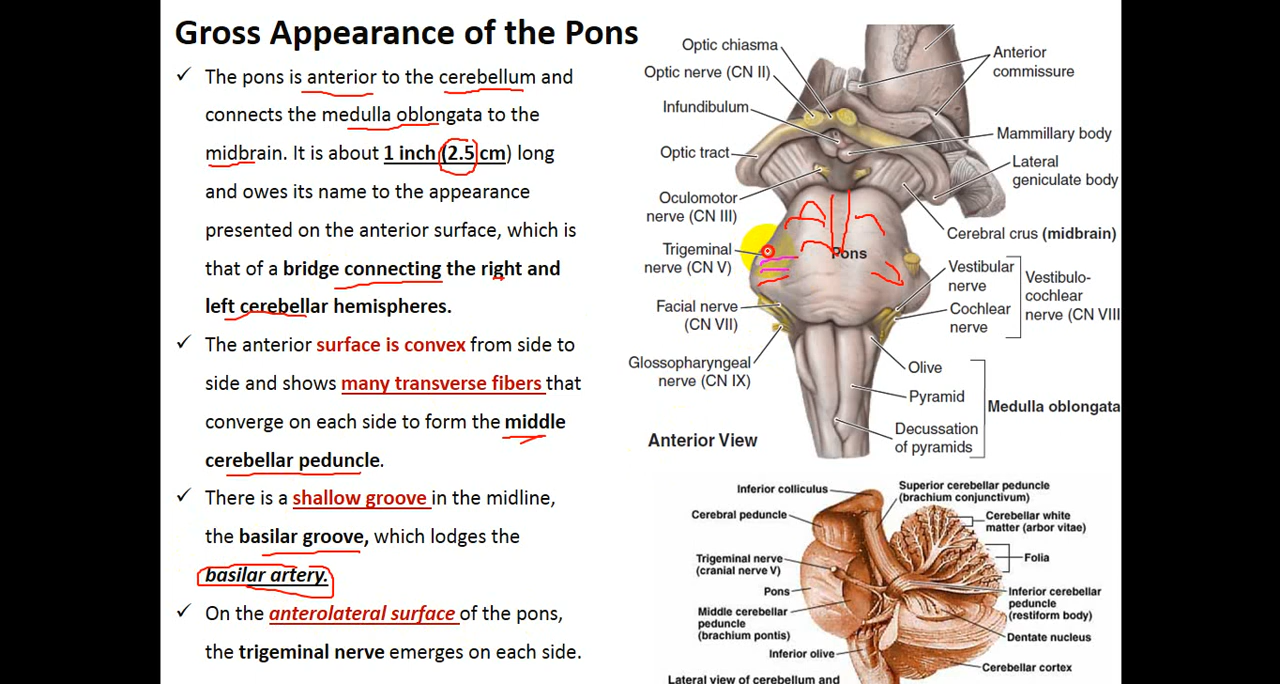 Gross Appearance of the Pons
✓ The pons is anterior to the cerebellum and
connects the medulla oblongata to the
midbrain. It is about 1 inch (2.5 cm) long
and owes its name to the appearance
presented on the anterior surface, which is
that of a bridge connecting the right and
left cerebellar hemispheres.
✓ The anterior surface is convex from side to
side and shows many transverse fibers that
converge on each side to form the middle
cerebellar peduncle.
✓ There is a shallow groove in the midline,
the basilar groove, which lodges the
basilar artery.
✓ On the anterolateral surface of the pons,
the trigeminal nerve emerges on each side.
Optic chiasma
Optic nerve (CN II)
Infundibulum
Optic tract
Oculomotor
nerve (CN III)
Trigeminal
nerve (CN V)
Facial nerve
(CN VII)
Glossopharyngeal
nerve (CN IX)
Anterior
commissure
Mammillary body
Lateral
geniculate body
Cerebral crus (midbrain)
Pons
Vestibular
nerve
Cochlear
nerve
Vestibulo-
cochlear
nerve (CN VIII
Olive
Pyramid
Decussation
of pyramids
Medulla oblongata
Anterior View
Inferior colliculus
Cerebral peduncle
Trigeminal nerve
(cranial nerve V)
Pons
Middle cerebellar
peduncle
(brachium pontis)
Inferior olive
Superior cerebellar peduncle
(brachium conjunctivum)
Cerebellar white
matter (arbor vitae)
Folia
Inferior cerebellar
peduncle
(restiform body)
Dentate nucleus
Cerebellar cortex
Lateral view of cerebellum and